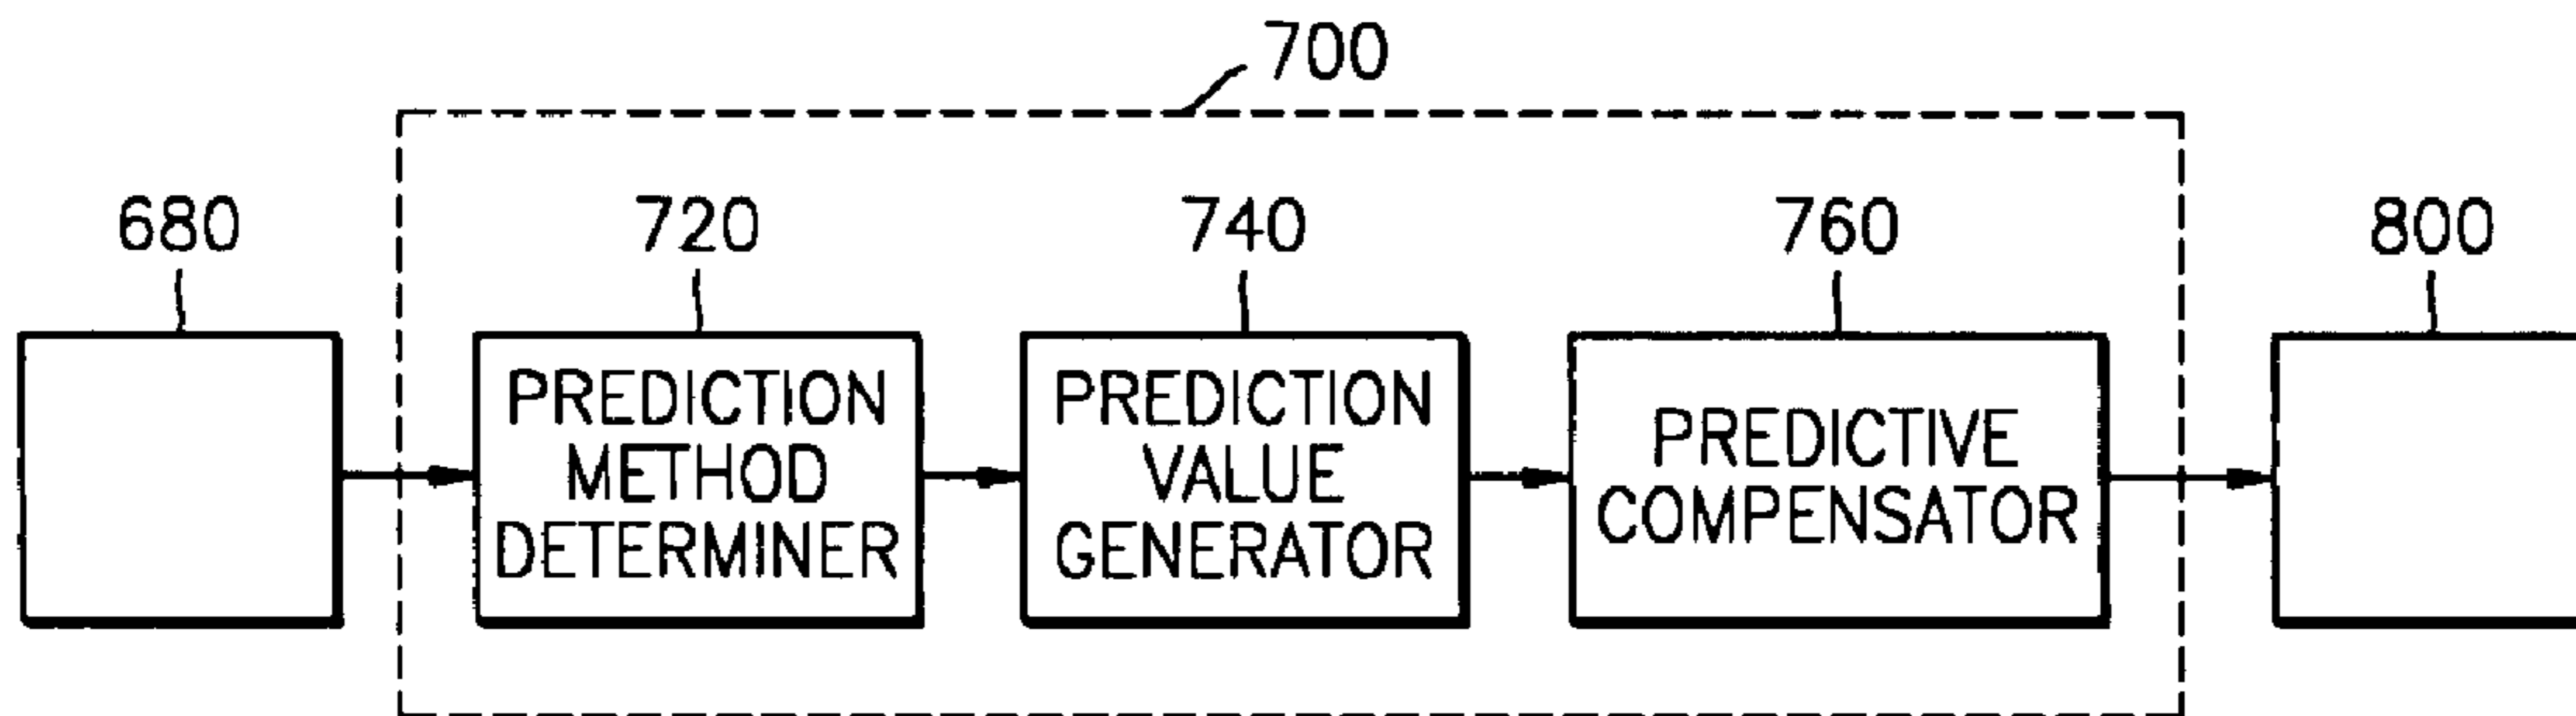 700
680
720
740
760
800
PREDICTION
METHOD
DETERMINER
PREDICTION
VALUE
GENERATOR
PREDICTIVE
COMPENSATOR